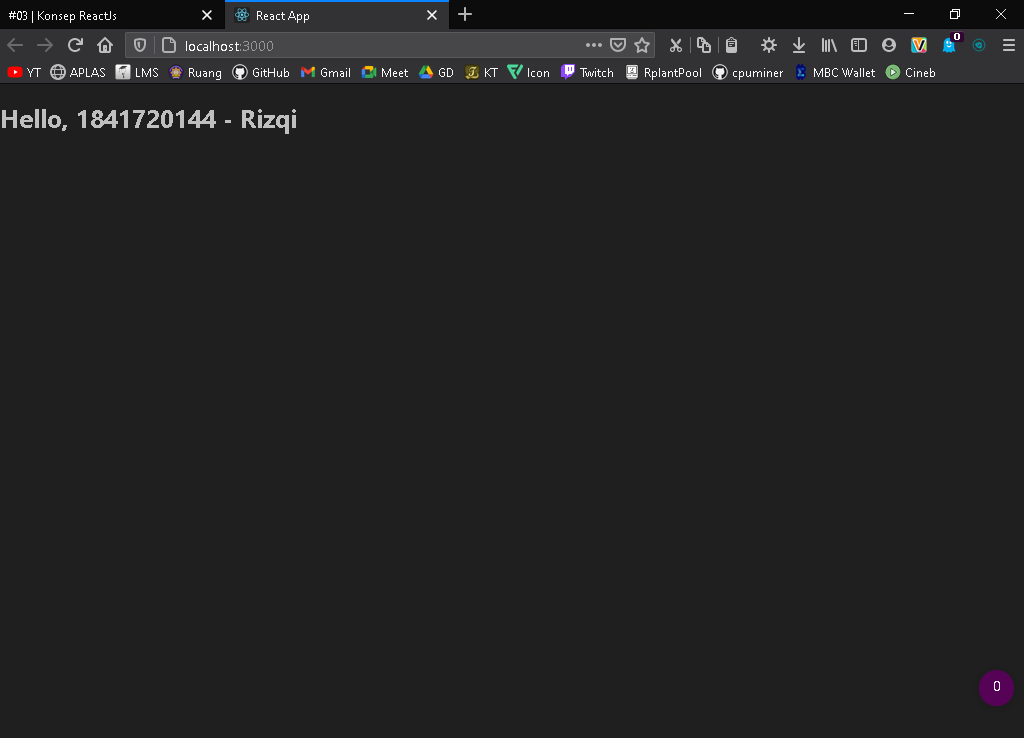 #03 | Konsep ReactJs React App
localhost:3000
0
YT APLAS LMS Ruang GitHub Gmail Meet GD KT Icon Twitch RplantPool cpuminer MBC Wallet Cineb
Hello, 1841720144 - Rizqi
0